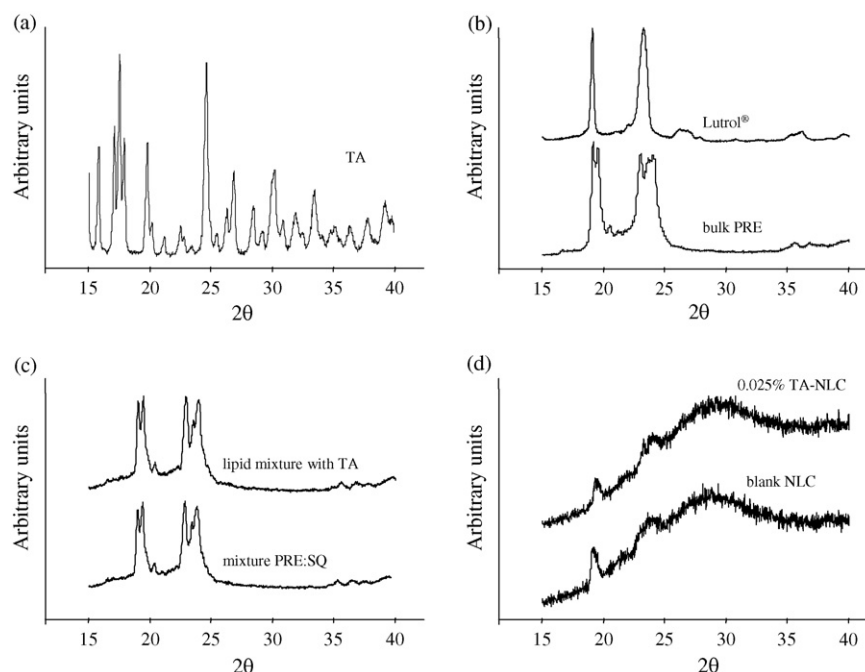 (a)
Arbitrary units
TA
15 20 25 30 35 40
2θ
(b)
Arbitrary units
Lutrol®
bulk PRE
15 20 25 30 35 40
2θ
(c)
Arbitrary units
lipid mixture with TA
mixture PRE:SQ
15 20 25 30 35 40
2θ
(d)
Arbitrary units
0.025% TA-NLC
blank NLC
15 20 25 30 35 40
2θ